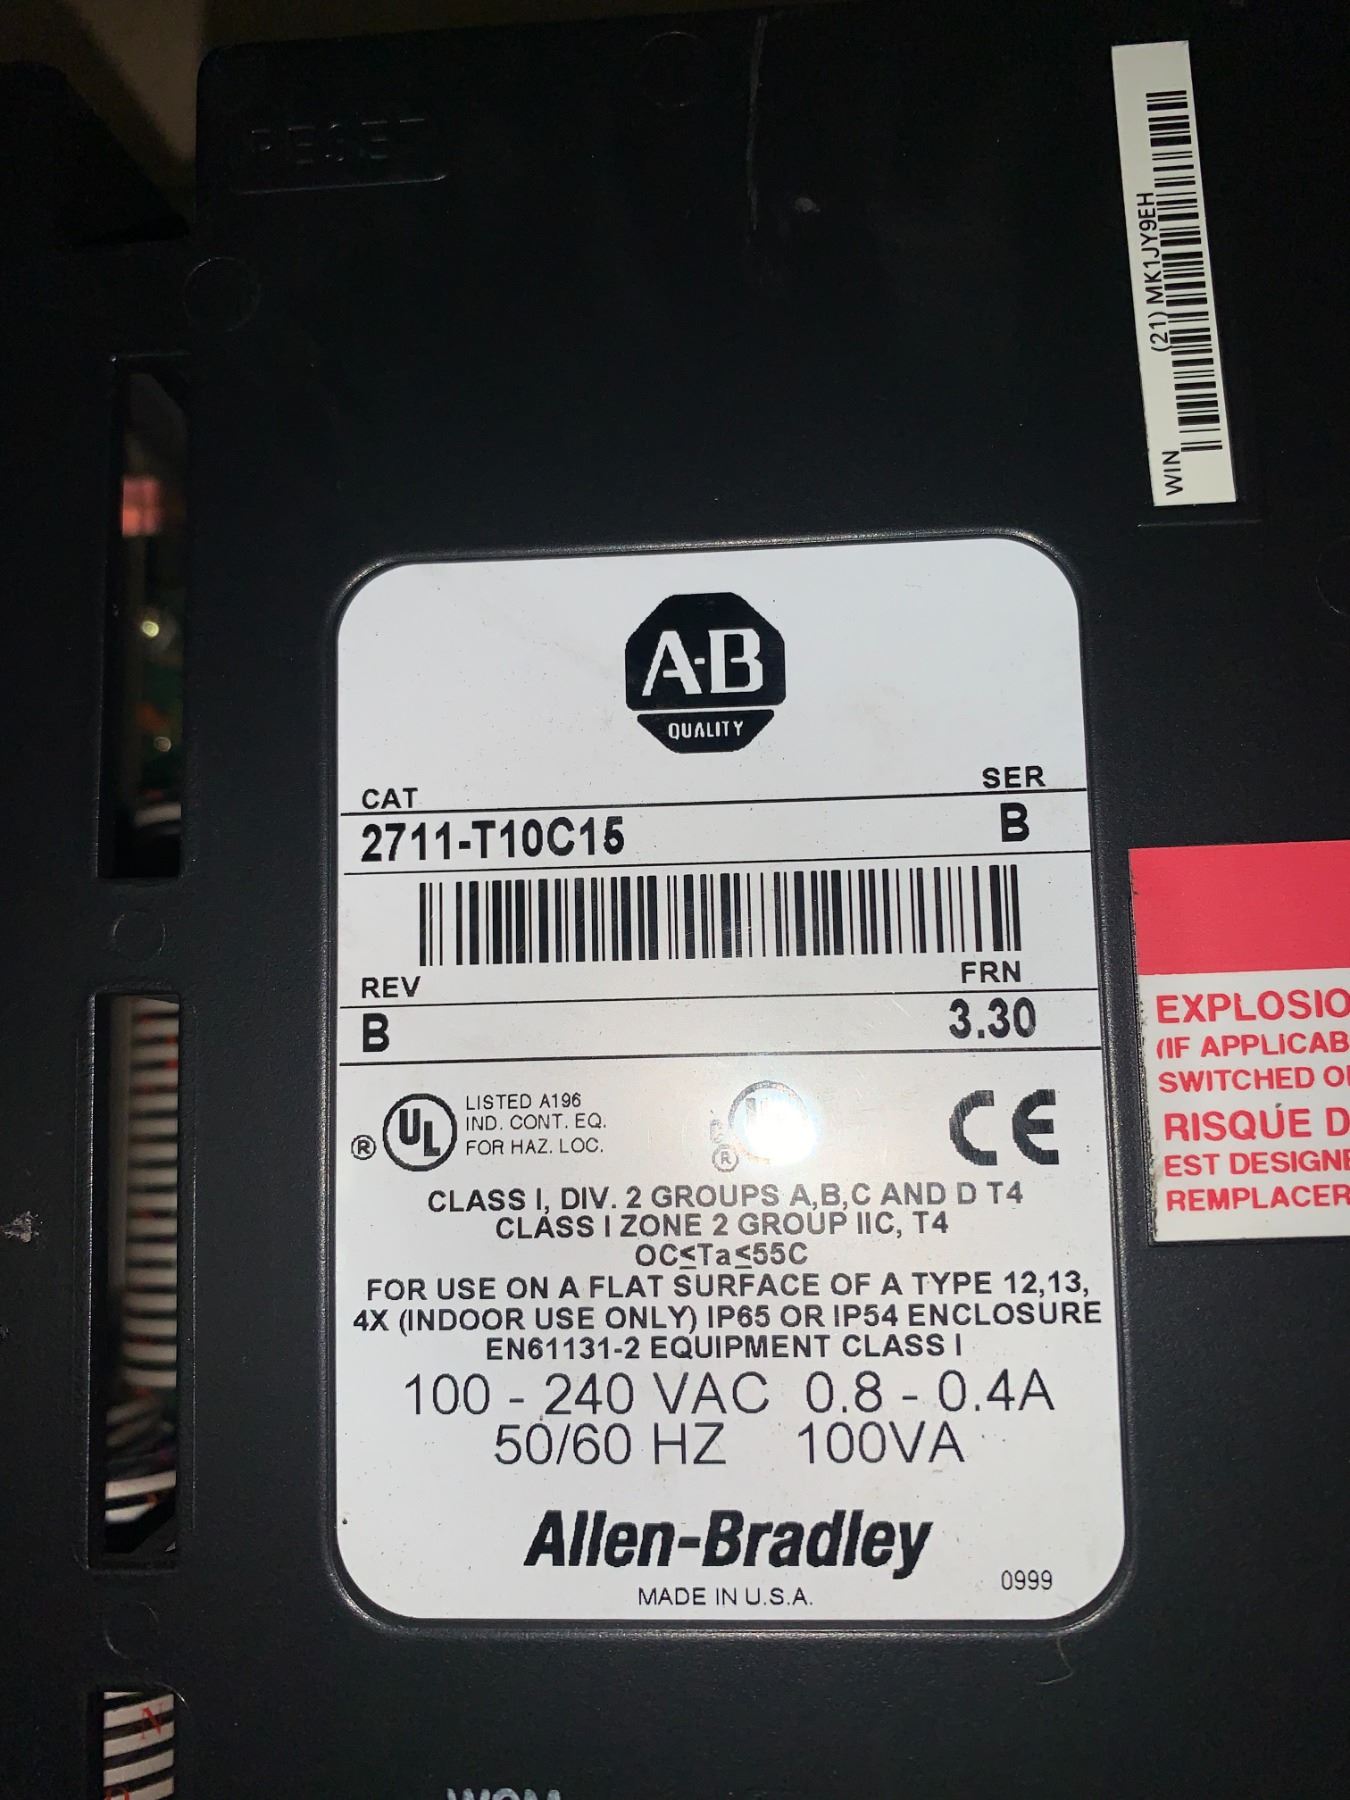 RESET
WIN (21) MK1JY9EH
A-B
QUALITY
CAT SER
2711-T10C15 B
REV FRN
B 3.30
® UL LISTED A196
IND. CONT. EQ.
FOR HAZ. LOC.
® CE
CLASS I, DIV. 2 GROUPS A,B,C AND D T4
CLASS I ZONE 2 GROUP IIC, T4
OC≤Ta≤55C
FOR USE ON A FLAT SURFACE OF A TYPE 12,13,
4X (INDOOR USE ONLY) IP65 OR IP54 ENCLOSURE
EN61131-2 EQUIPMENT CLASS I
100 - 240 VAC 0.8 - 0.4A
50/60 HZ 100VA
Allen-Bradley
MADE IN U.S.A. 0999
EXPLOSIO
(IF APPLICAB
SWITCHED O
RISQUE D
EST DESIGNE
REMPLACER
N